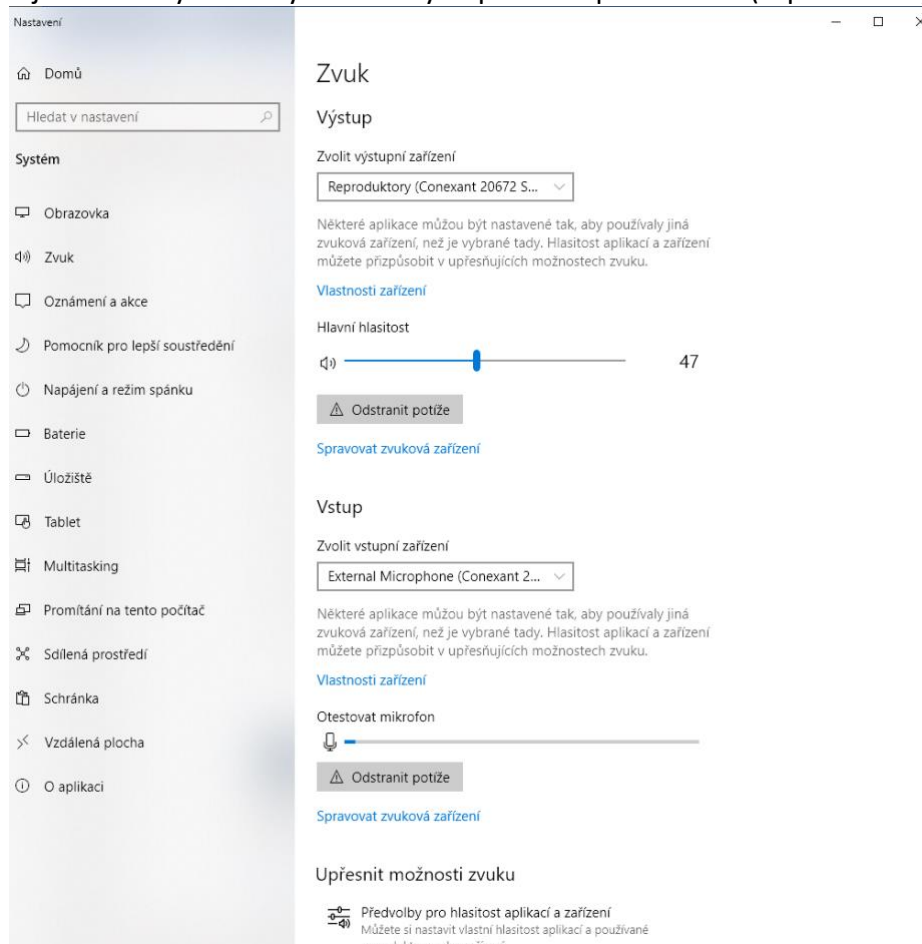 Nastavení
Domů
Hledat v nastavení
Systém
Obrazovka
Zvuk
Oznámení a akce
Pomocník pro lepší soustředění
Napájení a režim spánku
Baterie
Úložiště
Tablet
Multitasking
Promítání na tento počítač
Sdílená prostředí
Schránka
Vzdálená plocha
O aplikaci
Zvuk
Výstup
Zvolit výstupní zařízení
Reproduktory (Conexant 20672 S...
Některé aplikace můžou být nastavené tak, aby používaly jiná
zvuková zařízení, než je vybrané tady. Hlasitost aplikací a zařízení
můžete přizpůsobit v upřesňujících možnostech zvuku.
Vlastnosti zařízení
Hlavní hlasitost
47
Odstranit potíže
Spravovat zvuková zařízení
Vstup
Zvolit vstupní zařízení
External Microphone (Conexant 2...
Některé aplikace můžou být nastavené tak, aby používaly jiná
zvuková zařízení, než je vybrané tady. Hlasitost aplikací a zařízení
můžete přizpůsobit v upřesňujících možnostech zvuku.
Vlastnosti zařízení
Otestovat mikrofon
Odstranit potíže
Spravovat zvuková zařízení
Upřesnit možnosti zvuku
Předvolby pro hlasitost aplikací a zařízení
Můžete si nastavit vlastní hlasitost aplikací a používané